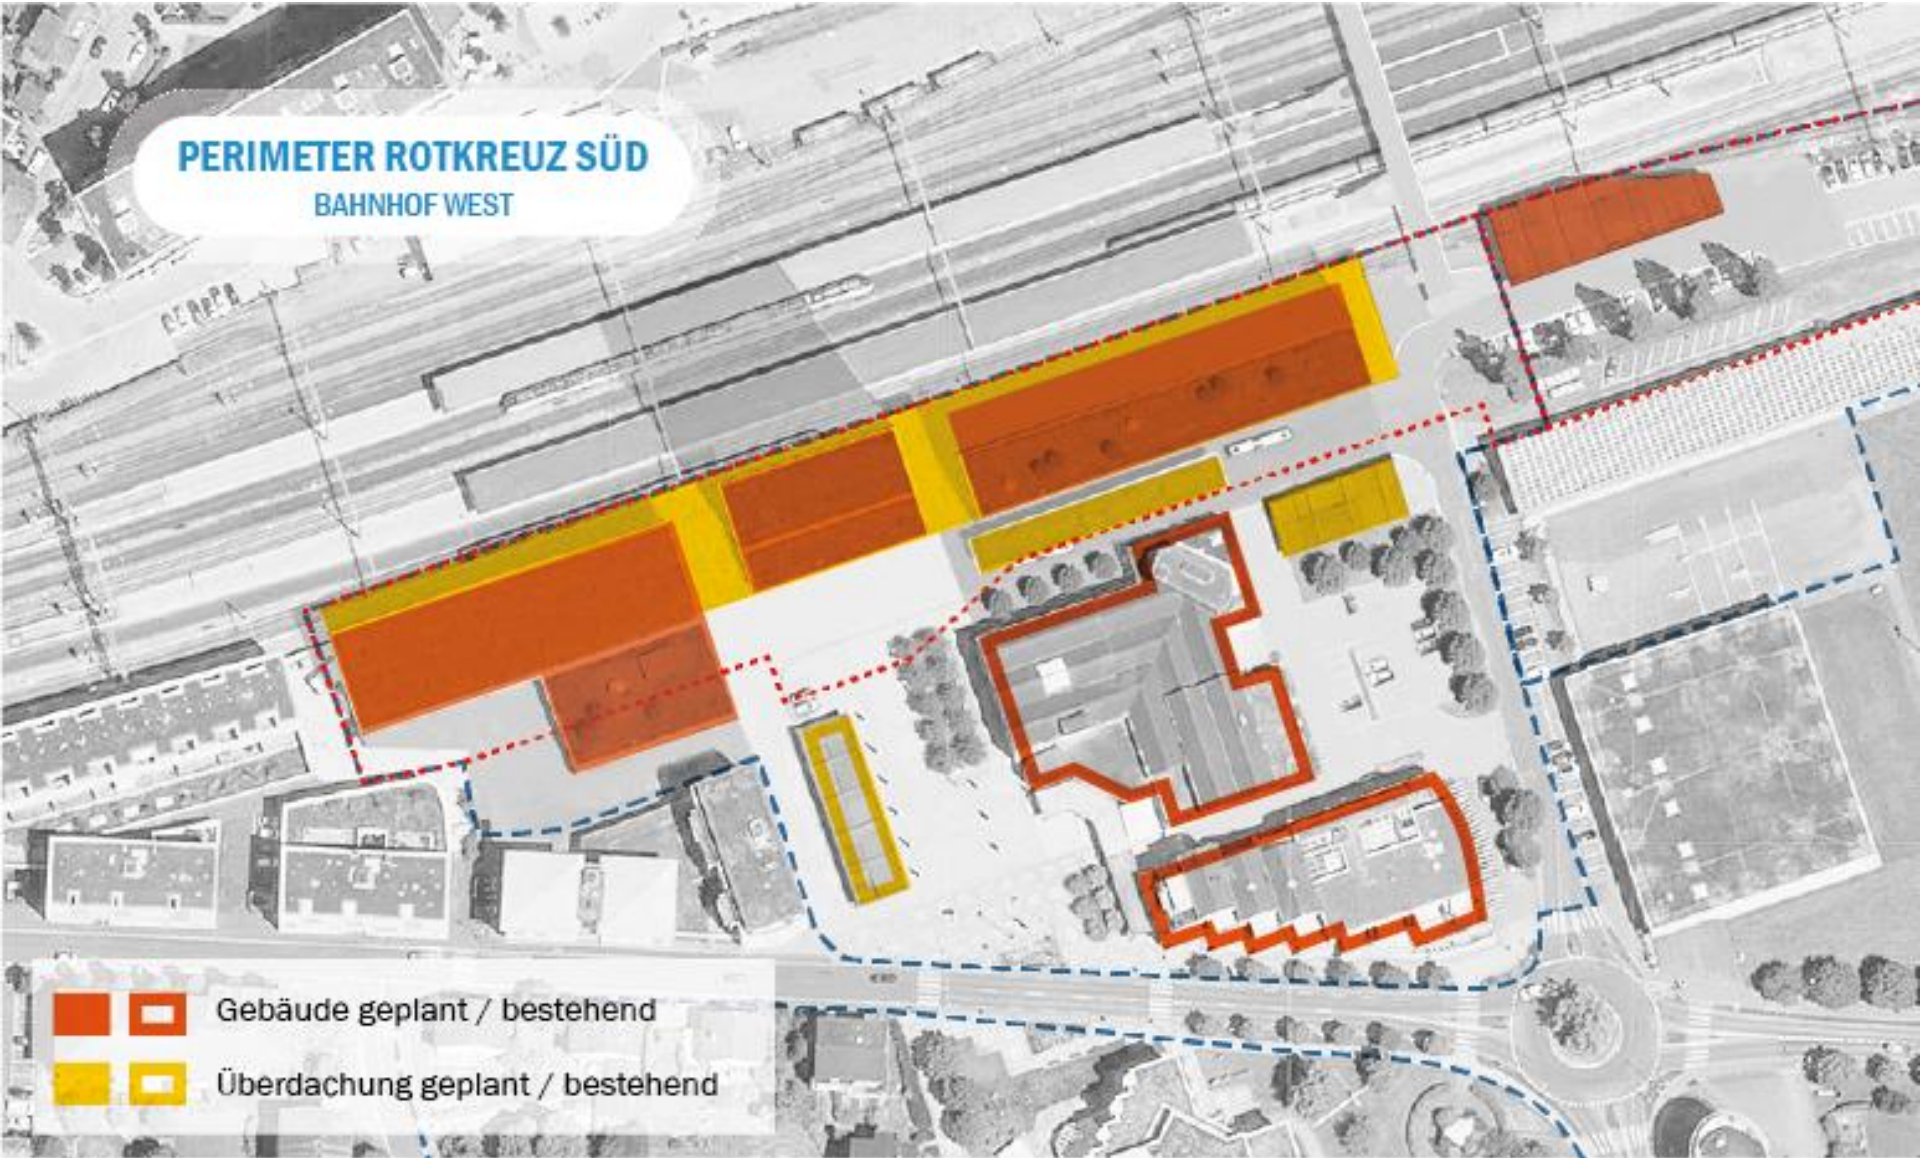 PERIMETER ROTKREUZ SÜD
BAHNHOF WEST
Gebäude geplant / bestehend
Überdachung geplant / bestehend